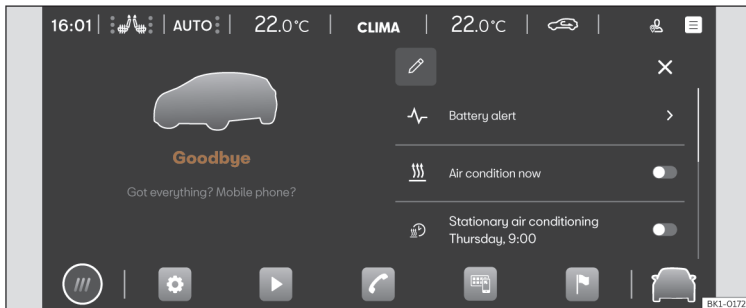 16:01 AUTO 22.0°C CLIMA 22.0°C
Battery alert
Goodbye
Got everything? Mobile phone?
Air condition now
Stationary air conditioning
Thursday, 9:00
BK1-0172